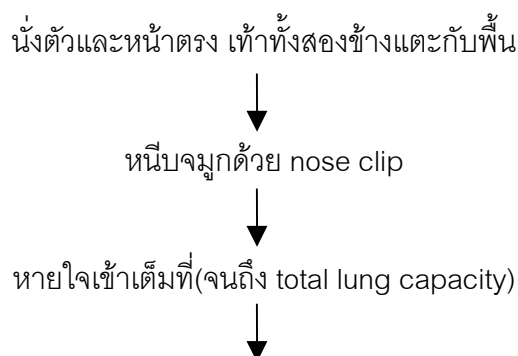 นั่งตัวและหน้าตรง เท้าทั้งสองข้างแตะกับพื้น
หนีบจมูกด้วย nose clip
หายใจเข้าเต็มที่(จนถึง total lung capacity)